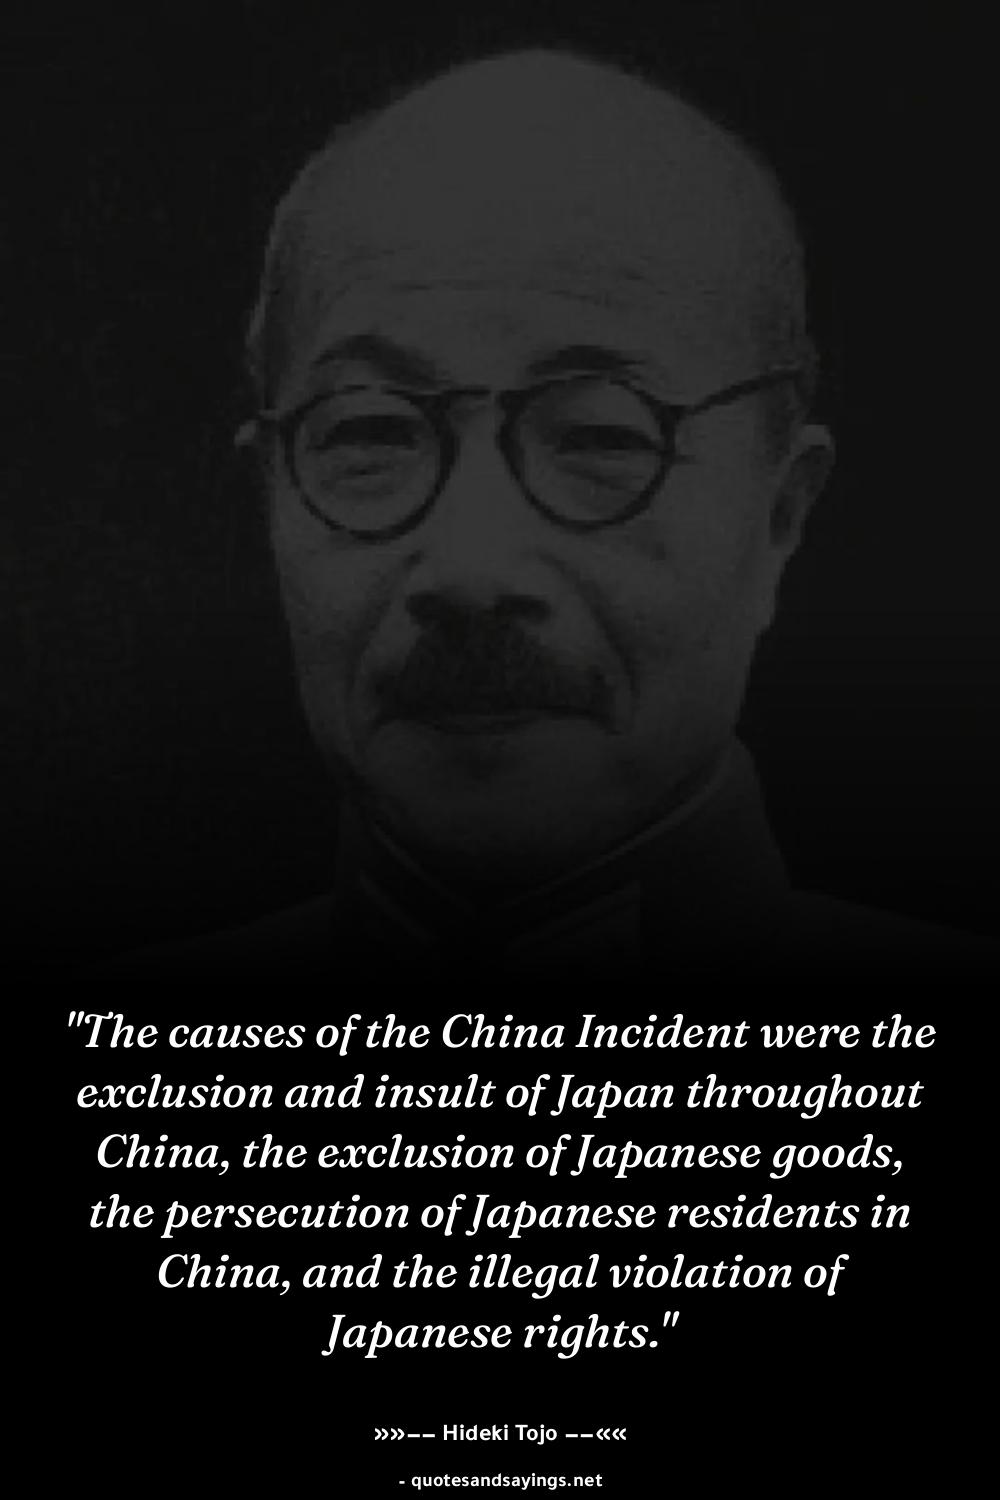 "The causes of the China Incident were the
exclusion and insult of Japan throughout
China, the exclusion of Japanese goods,
the persecution of Japanese residents in
China, and the illegal violation of
Japanese rights."
»»–– Hideki Tojo ––««
- quotesandsayings.net